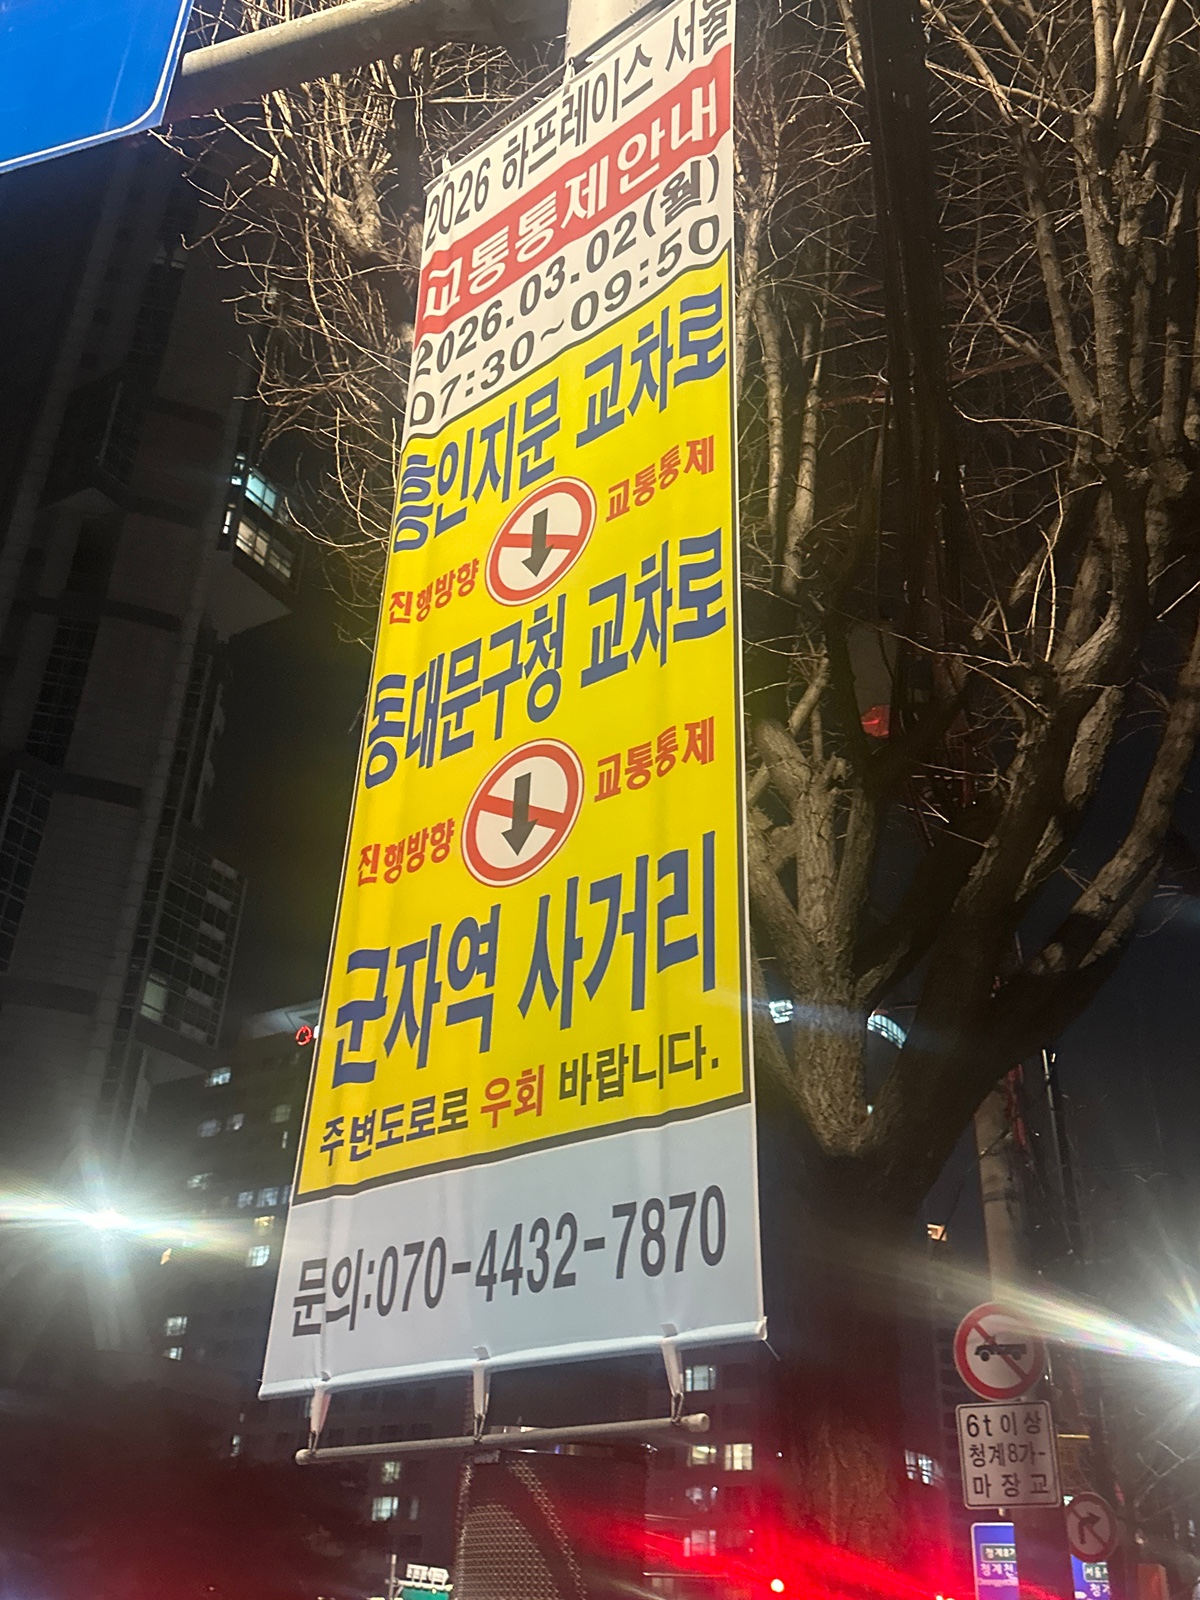 2026 하프레이스 서울
교통통제안내
2026.03.02(월)
07:30~09:50
흥인지문 교차로
진행방향 교통통제
동대문구청 교차로
진행방향 교통통제
군자역 사거리
주변도로로 우회 바랍니다.
문의:070-4432-7870
6t 이상
청계8가-
마장교